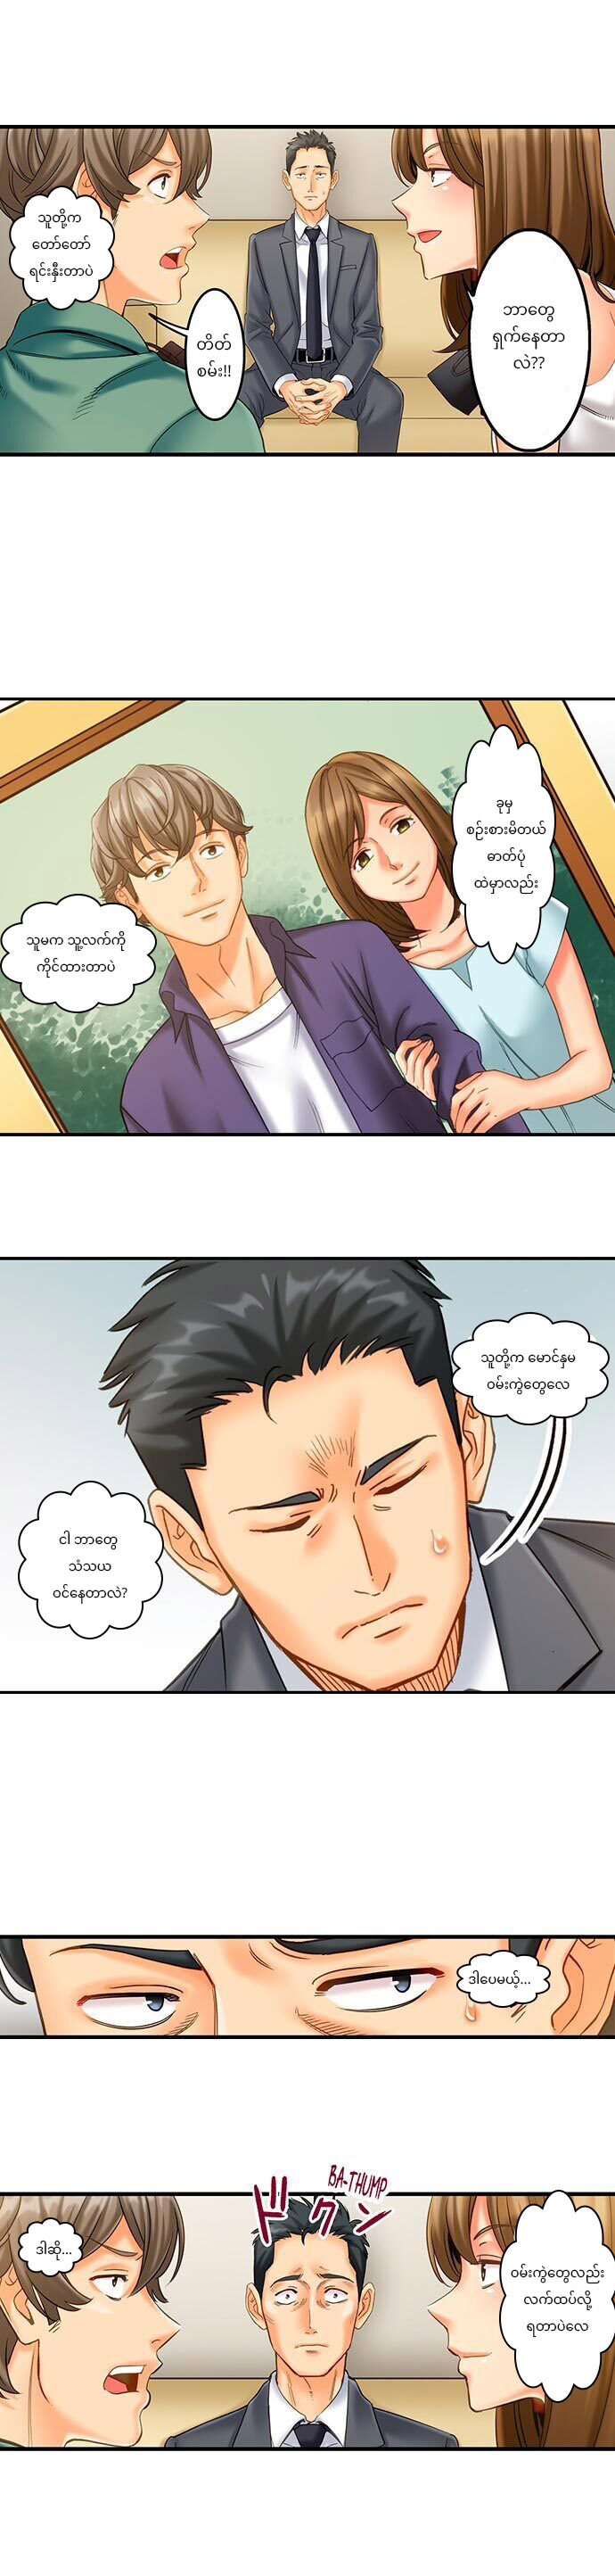 သူတို့က
တော်တော်
ရင်းနှီးတာပဲ
တိတ်
စမ်း!!
ဘာတွေ
ရှက်နေတာ
လဲ??
ခုမှ
စဉ်းစားမိတယ်
ဓာတ်ပုံ
ထဲမှာလည်း
သူမက သူ့လက်ကို
ကိုင်ထားတာပဲ
သူတို့က မောင်နှမ
ဝမ်းကွဲတွေလေ
ငါ ဘာတွေ
သံသယ
ဝင်နေတာလဲ?
ဒါပေမယ့်...
BA-THUMP
ドクン
ဒါဆို...
ဝမ်းကွဲတွေလည်း
လက်ထပ်လို့
ရတာပဲလေ